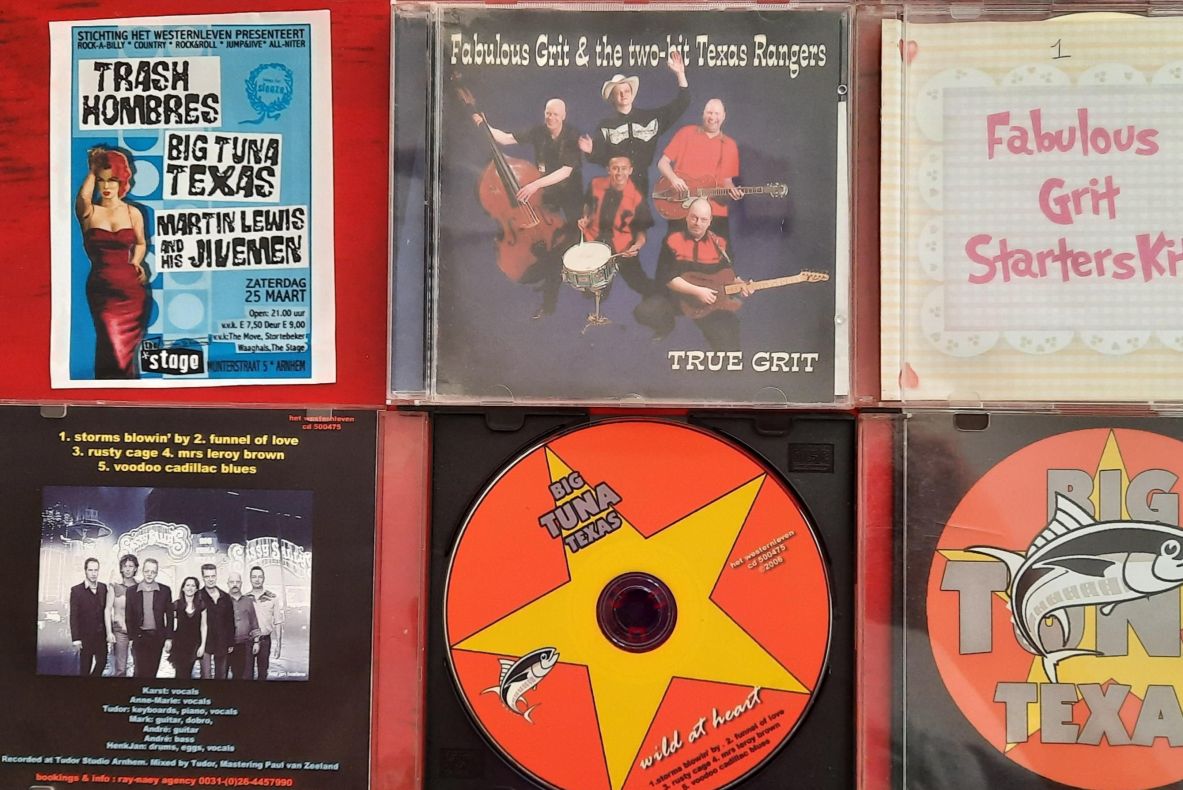 STICHTING HET WESTERNLEVEN PRESENTEERT
ROCK-A-BILLY * COUNTRY * ROCK&ROLL * JUMP&JIVE* ALL-NITER
TRASH
HOMBRES
sleaze
BIG TUNA
TEXAS
MARTIN LEWIS
AND HIS JIVEMEN
ZATERDAG
25 MAART
Open: 21.00 uur
v.v.k. E 7,50 Deur E 9,00
v.v.k:The Move, Stortebeker
Waaghals,The Stage
the
*stage
MUNTERSTRAAT 5 * ARNHEM
Fabulous Grit & the two-bit Texas Rangers
TRUE GRIT
1
Fabulous
Grit
Starters Kit
het westernleven
cd 500475
1. storms blowin' by 2. funnel of love
3. rusty cage 4. mrs leroy brown
5. voodoo cadillac blues
Karst: vocals
Anne-Marie: vocals
Tudor: keyboards, piano, vocals
Mark: guitar, dobro,
André: guitar
André: bass
HenkJan: drums, eggs, vocals
Recorded at Tudor Studio Arnhem. Mixed by Tudor, Mastering Paul van Zeeland
bookings & info : ray-naey agency 0031-(0)26-4457990
BIG
TUNA
TEXAS
het westernleven
cd 500475
©2006
wild at heart
1.storms blowin' by - 2. funnel of love
3. rusty cage 4. mrs leroy brown
5. voodoo cadillac blues
BIG
TUN
TEXA